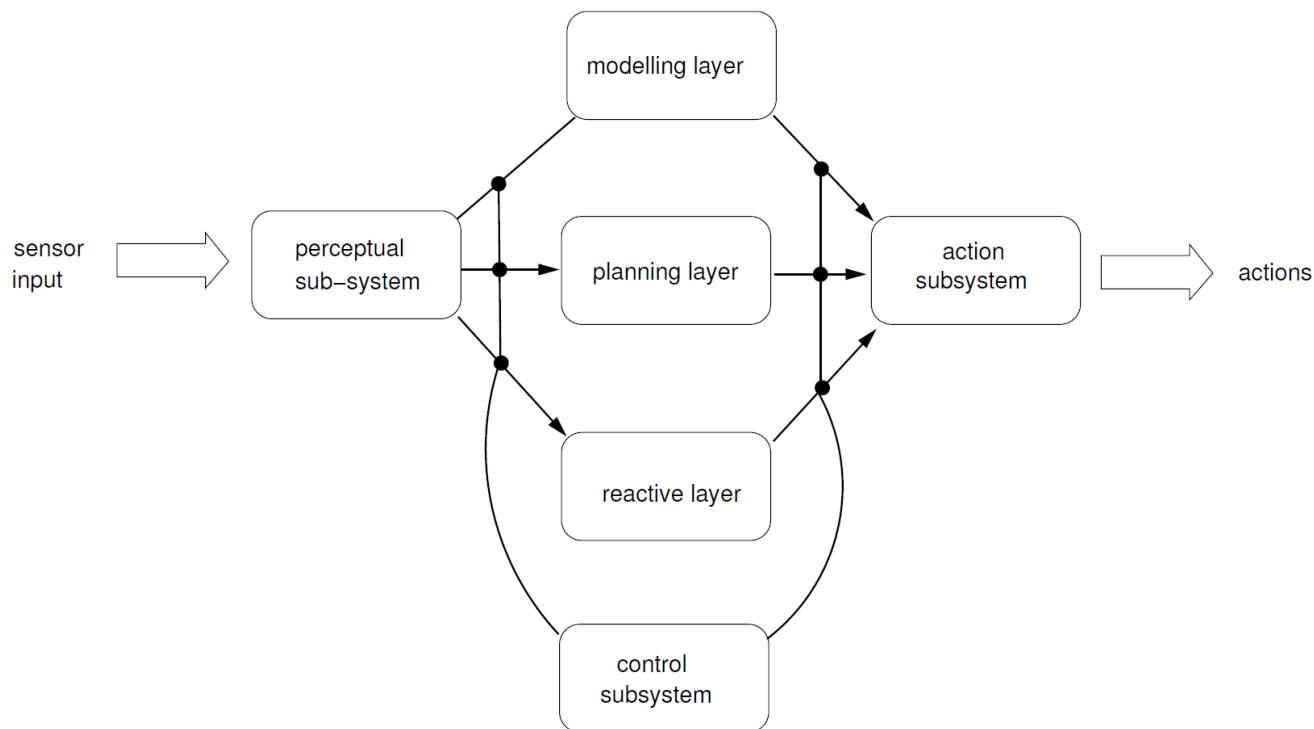 modelling layer
sensor
input
perceptual
sub−system
planning layer
action
subsystem
actions
reactive layer
control
subsystem